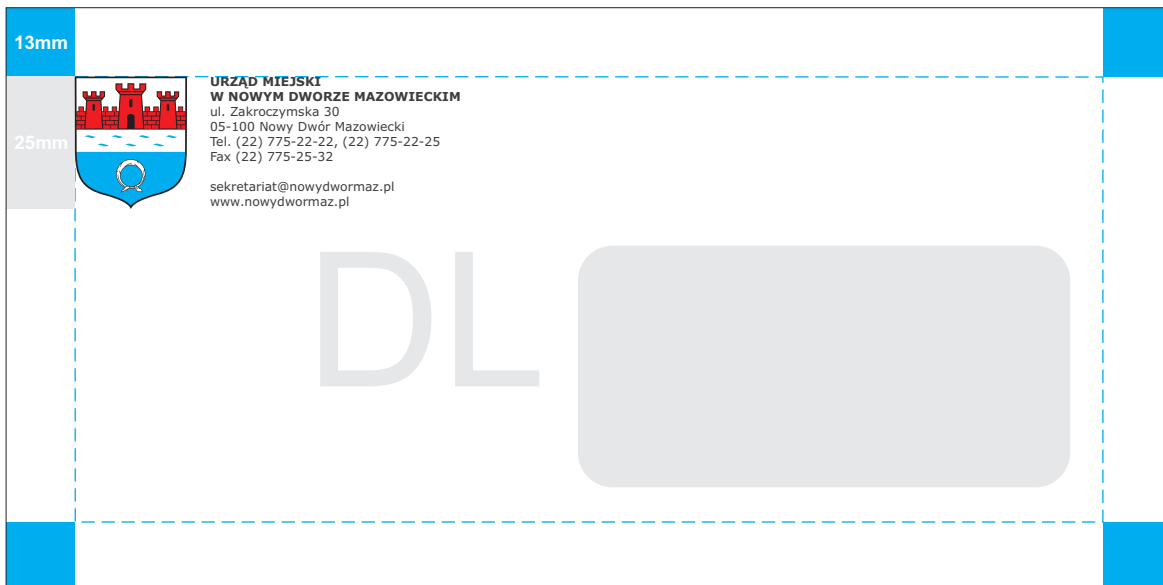 13mm
25mm
URZĄD MIEJSKI
W NOWYM DWORZE MAZOWIECKIM
ul. Zakroczymska 30
05-100 Nowy Dwór Mazowiecki
Tel. (22) 775-22-22, (22) 775-22-25
Fax (22) 775-25-32
sekretariat@nowydwormaz.pl
www.nowydwormaz.pl
DL